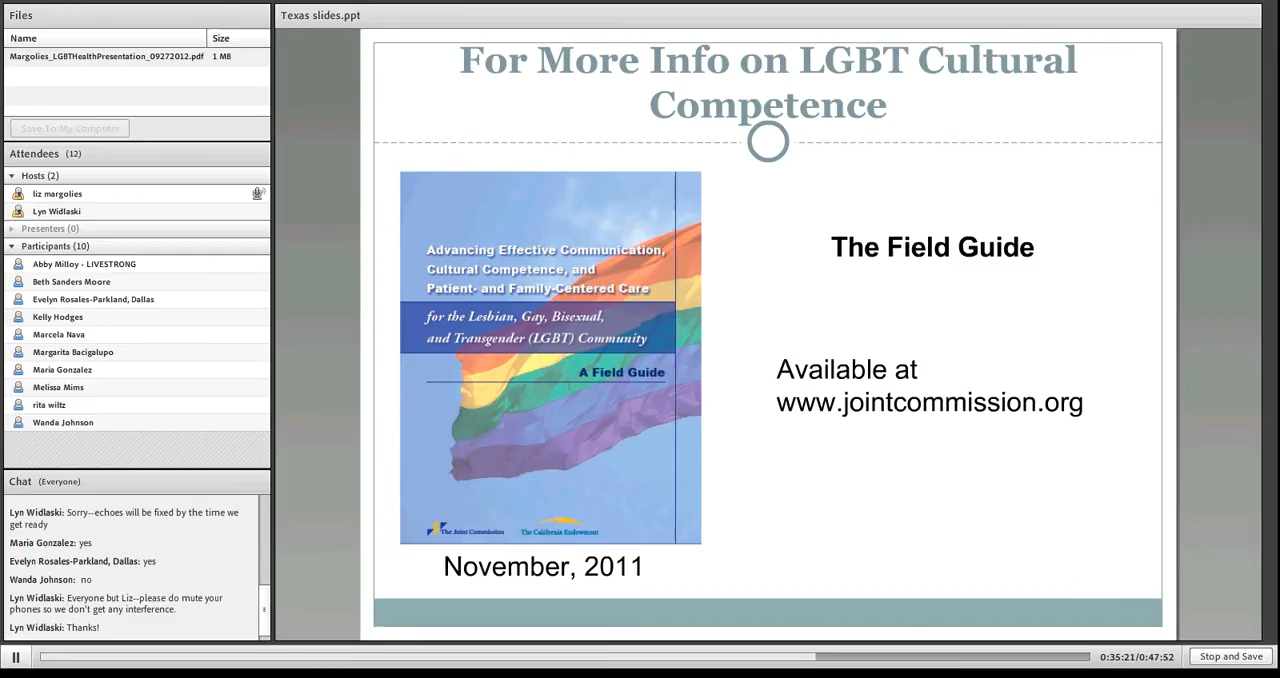 Files
Name Size
Margolies_LGBTHealthPresentation_09272012.pdf 1 MB
Save To My Computer
Attendees (12)
Hosts (2)
liz margolies
Lyn Widlaski
Presenters (0)
Participants (10)
Abby Milloy - LIVESTRONG
Beth Sanders Moore
Evelyn Rosales-Parkland, Dallas
Kelly Hodges
Marcela Nava
Margarita Bacigalupo
Maria Gonzalez
Melissa Mims
rita wiltz
Wanda Johnson
Chat (Everyone)
Lyn Widlaski: Sorry--echoes will be fixed by the time we
get ready
Maria Gonzalez: yes
Evelyn Rosales-Parkland, Dallas: yes
Wanda Johnson: no
Lyn Widlaski: Everyone but Liz--please do mute your
phones so we don't get any interference.
Lyn Widlaski: Thanks!
Texas slides.ppt
For More Info on LGBT Cultural
Competence
Advancing Effective Communication,
Cultural Competence, and
Patient- and Family-Centered Care
for the Lesbian, Gay, Bisexual,
and Transgender (LGBT) Community
A Field Guide
The Joint Commission
The California Endowment
November, 2011
The Field Guide
Available at
www.jointcommission.org
0:35:21/0:47:52
Stop and Save